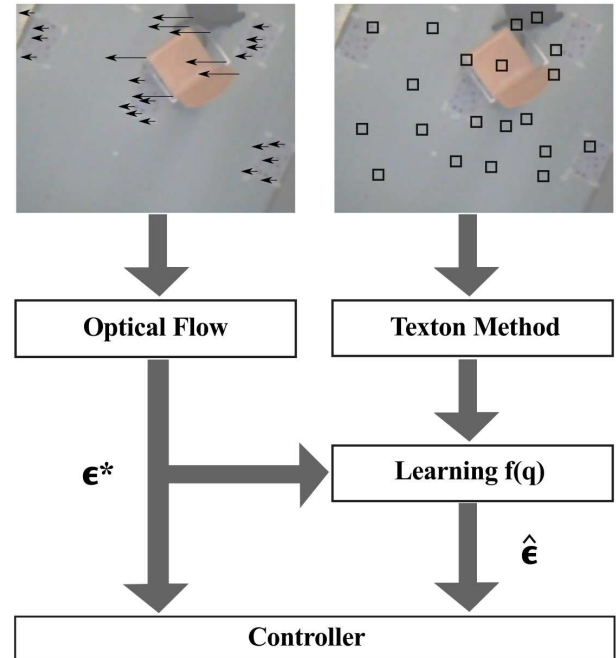 Optical Flow
Texton Method
ϵ*
Learning f(q)
ϵ̂
Controller